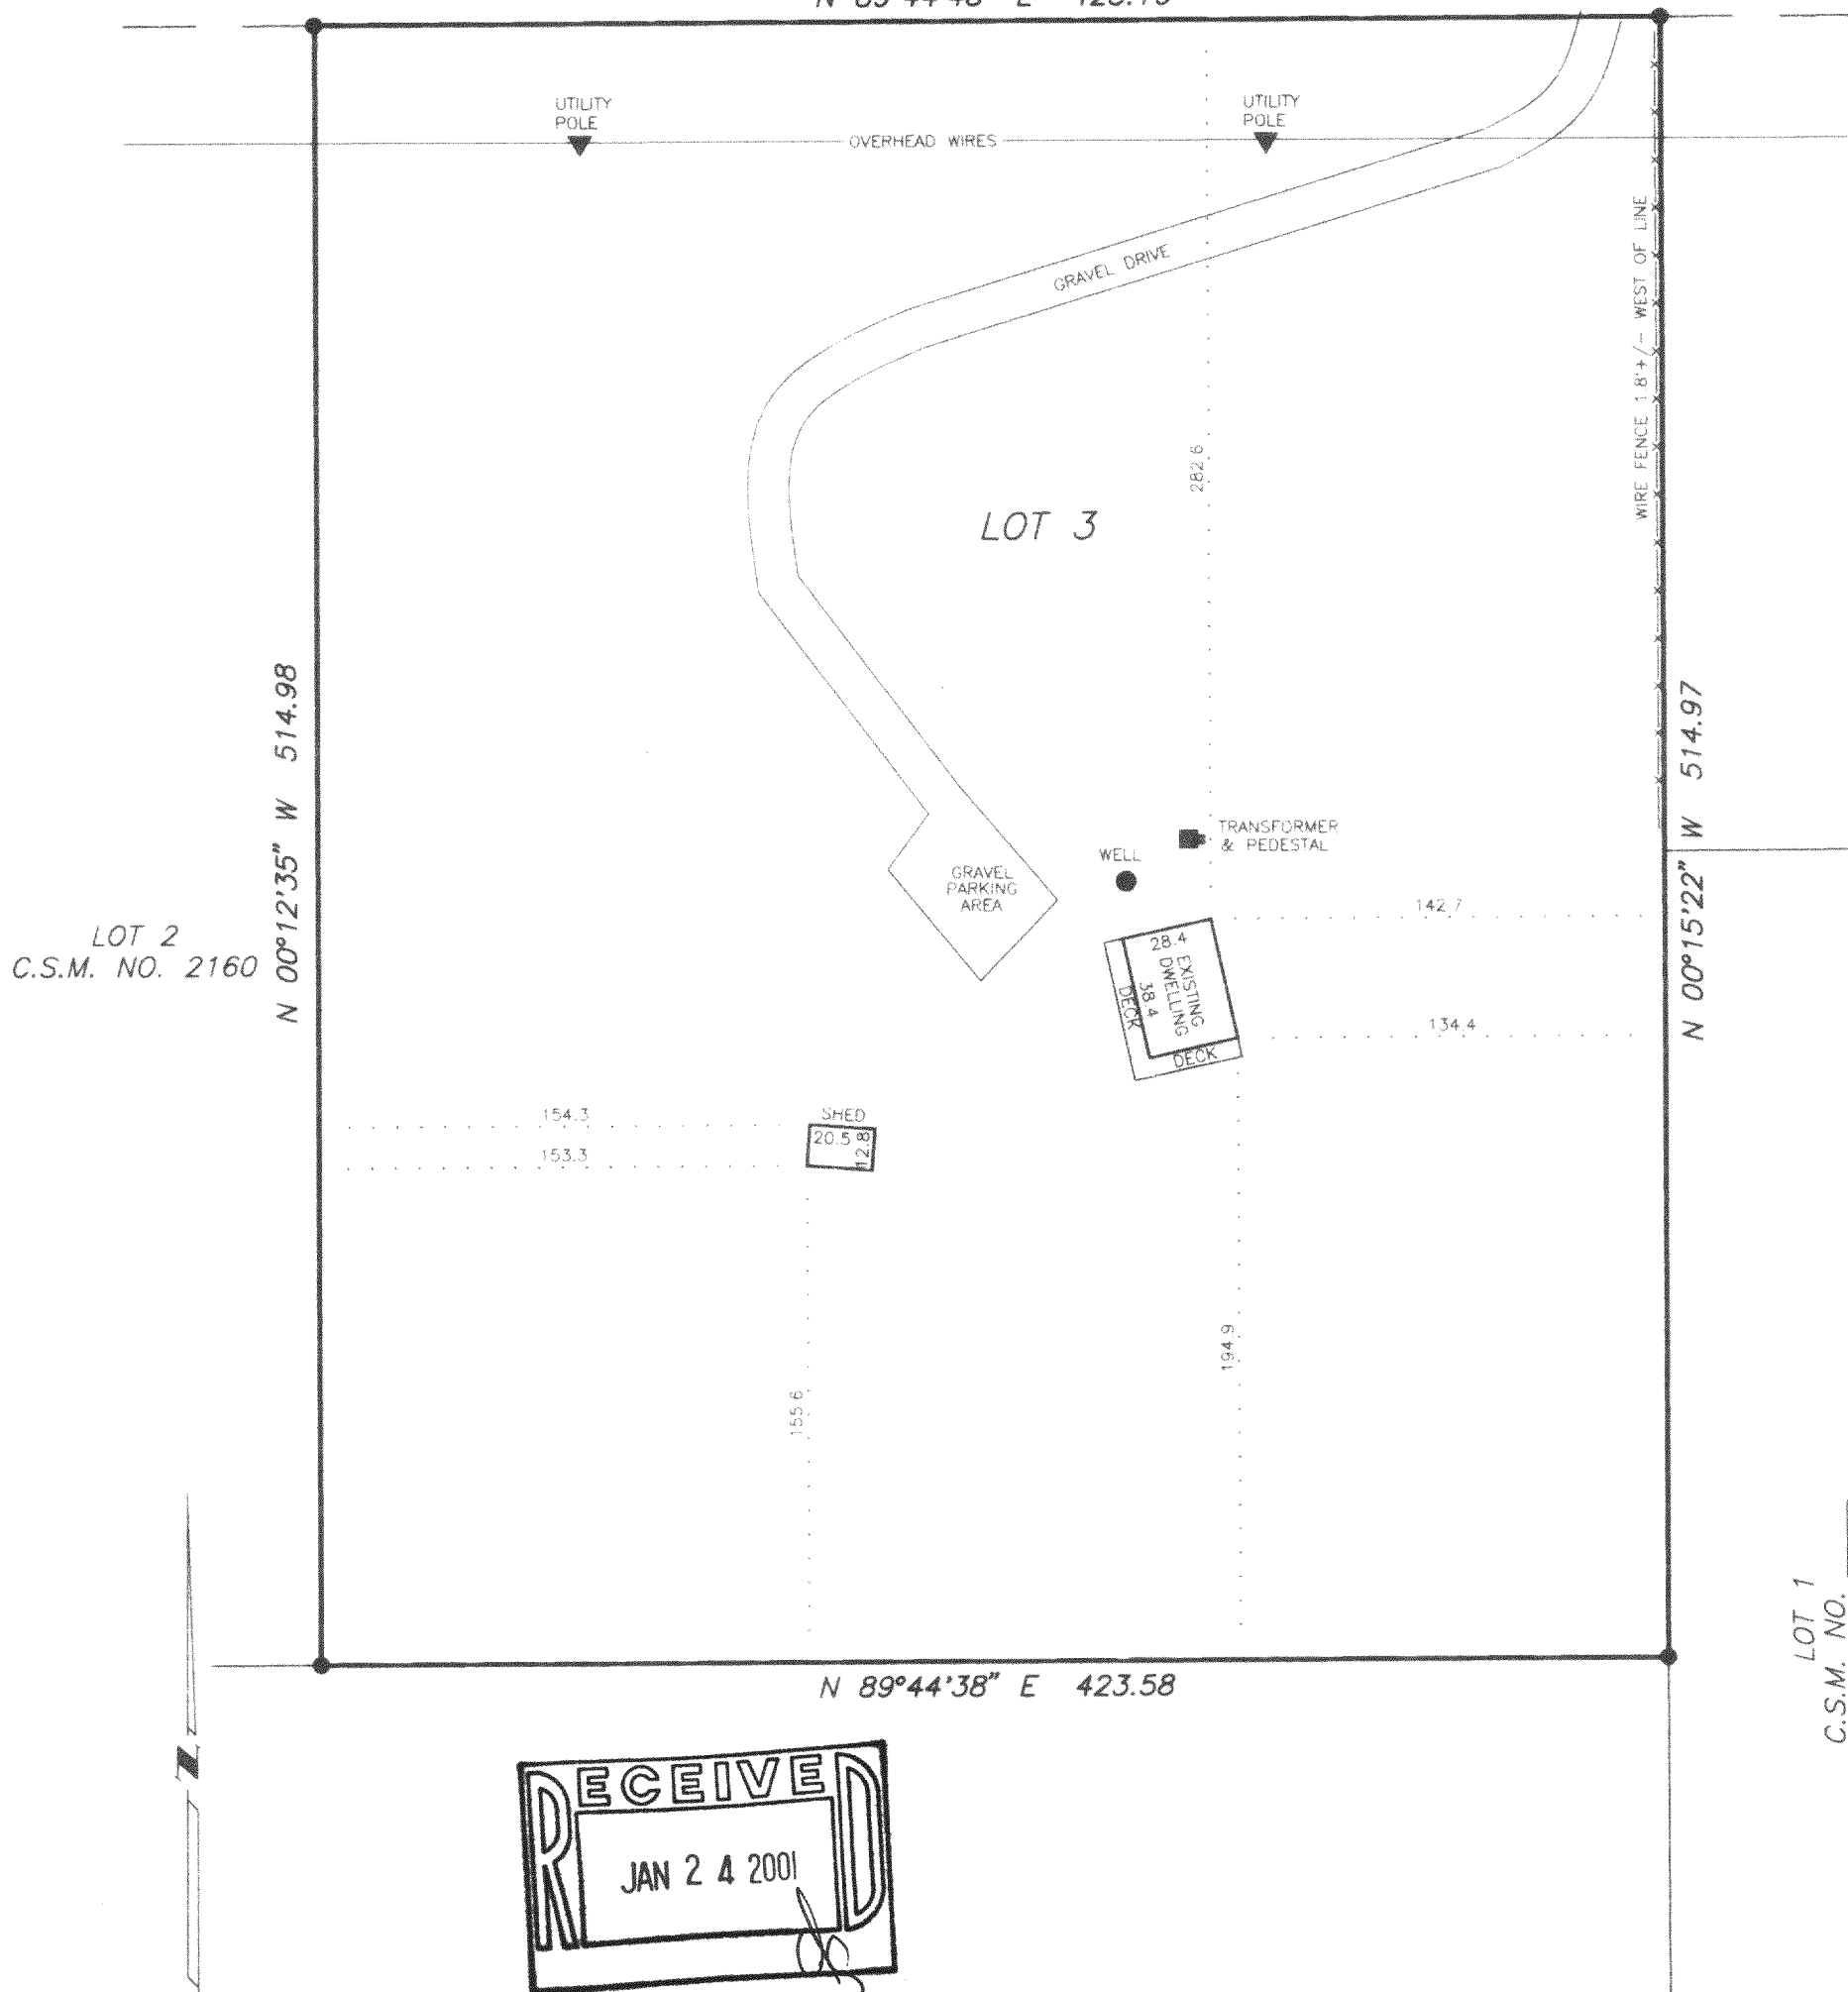 UTILITY
POLE
UTILITY
POLE
OVERHEAD WIRES
GRAVEL DRIVE
WIRE FENCE 1.8'+/- WEST OF LINE
282.6
LOT 3
N 00°12'35" W 514.98
N 00°15'22" W 514.97
TRANSFORMER
& PEDESTAL
WELL
GRAVEL
PARKING
AREA
LOT 2
C.S.M. NO. 2160
142.7
28.4
EXISTING
DWELLING
38.4
DECK
DECK
134.4
154.3
SHED
20.5
12.8
153.3
194.9
155.6
LOT 1
C.S.M. NO.
N 89°44'38" E 423.58
N
RECEIVED
JAN 2 4 2001